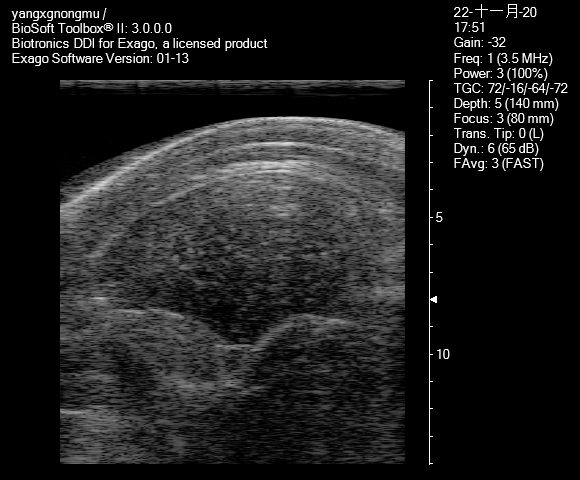 yangxgnongmu /
BioSoft Toolbox® II: 3.0.0.0
Biotronics DDI for Exago, a licensed product
Exago Software Version: 01-13
22-十一月-20
17:51
Gain: -32
Freq: 1 (3.5 MHz)
Power: 3 (100%)
TGC: 72/-16/-64/-72
Depth: 5 (140 mm)
Focus: 3 (80 mm)
Trans. Tip: 0 (L)
Dyn.: 6 (65 dB)
FAvg: 3 (FAST)
5
10